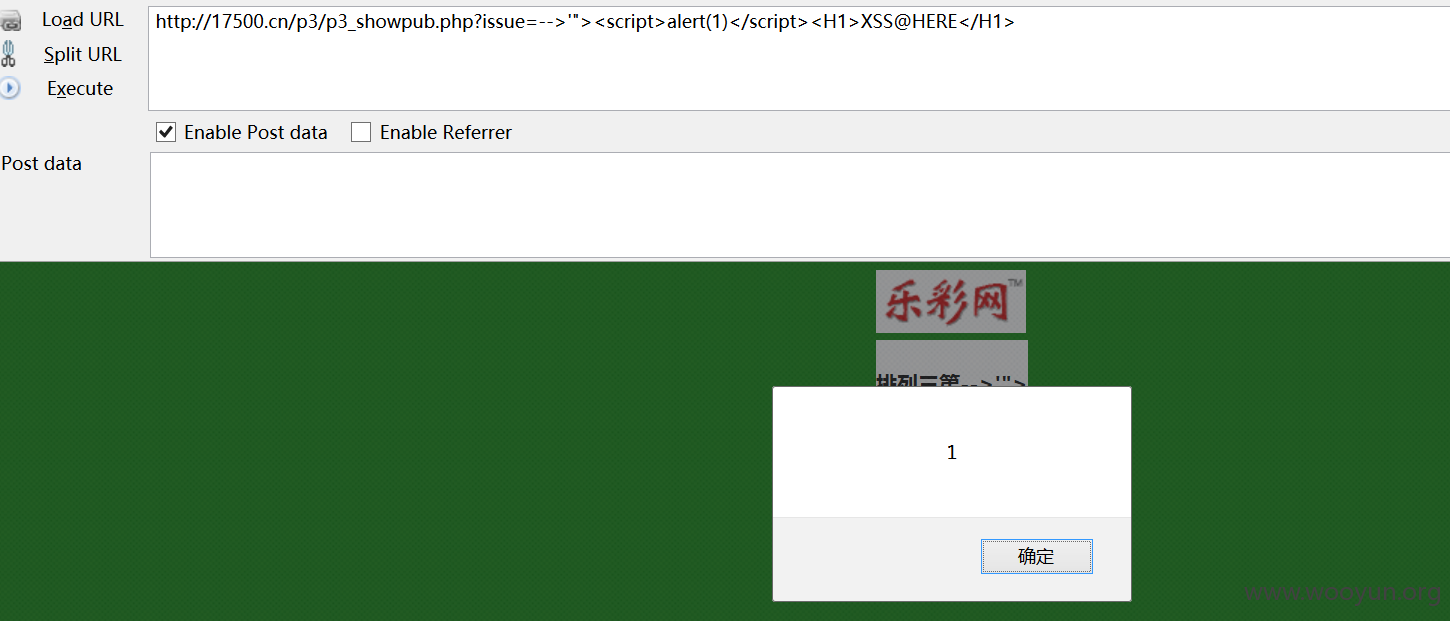 Load URL
http://17500.cn/p3/p3_showpub.php?issue=-->'"><script>alert(1)</script><H1>XSS@HERE</H1>
Split URL
Execute
Enable Post data
Enable Referrer
Post data
乐彩网™
排列三第-->'">
1
确定
www.wooyun.org